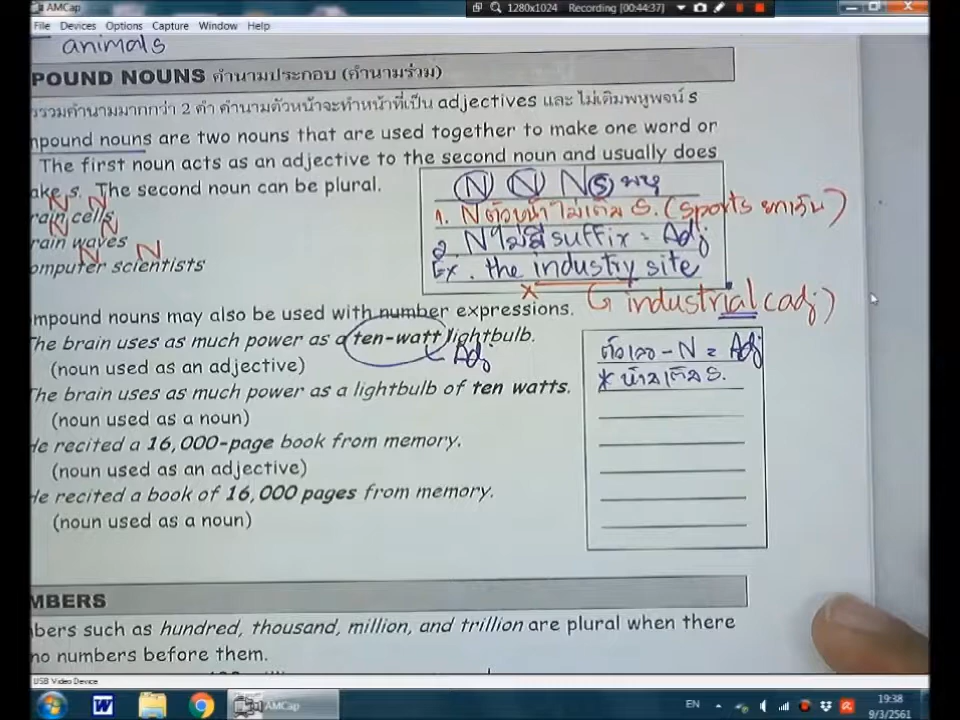 AMCap
1280x1024 Recording [00:44:37]
File Devices Options Capture Window Help
animals
POUND NOUNS คำนามประกอบ (คำนามร่วม)
รรวมคำนามมากกว่า 2 คำ คำนามตัวหน้าจะทำหน้าที่เป็น adjectives และ ไม่เติมพหูพจน์ s
mpound nouns are two nouns that are used together to make one word or
The first noun acts as an adjective to the second noun and usually does
ake s. The second noun can be plural.
N N N(s) พหู
N N
rain cells
1. N ตัวหน้าไม่เติม s. (sports ยกเว้น)
N N
rain waves
2. N ไม่มี suffix = Adj
N N
omputer scientists
Ex. the industry site
x
industrial (adj)
ompound nouns may also be used with number expressions.
The brain uses as much power as a ten-watt lightbulb.
Adj
(noun used as an adjective)
ตัวเลข - N = Adj
* ห้ามเติม s.
The brain uses as much power as a lightbulb of ten watts.
(noun used as a noun)
He recited a 16,000-page book from memory.
(noun used as an adjective)
He recited a book of 16,000 pages from memory.
(noun used as a noun)
MBERS
bers such as hundred, thousand, million, and trillion are plural when there
no numbers before them.
USB Video Device
AMCap
EN
19:38
9/3/2561